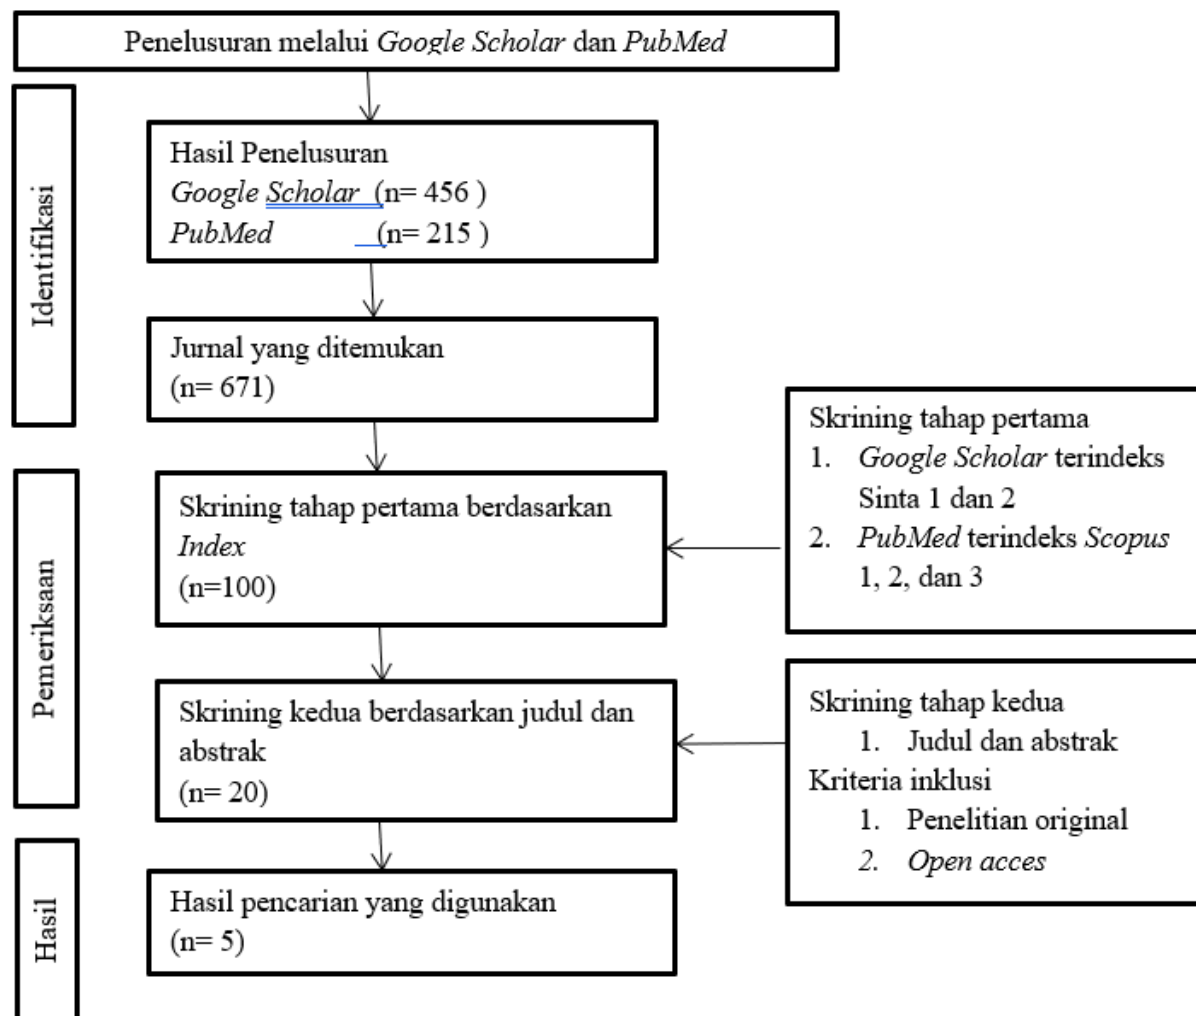 Penelusuran melalui Google Scholar dan PubMed
Identifikasi
Hasil Penelusuran
Google Scholar (n= 456 )
PubMed (n= 215 )
Jurnal yang ditemukan
(n= 671)
Pemeriksaan
Skrining tahap pertama berdasarkan
Index
(n=100)
Skrining tahap pertama
1. Google Scholar terindeks
Sinta 1 dan 2
2. PubMed terindeks Scopus
1, 2, dan 3
Skrining kedua berdasarkan judul dan
abstrak
(n= 20)
Skrining tahap kedua
1. Judul dan abstrak
Kriteria inklusi
1. Penelitian original
2. Open acces
Hasil
Hasil pencarian yang digunakan
(n= 5)